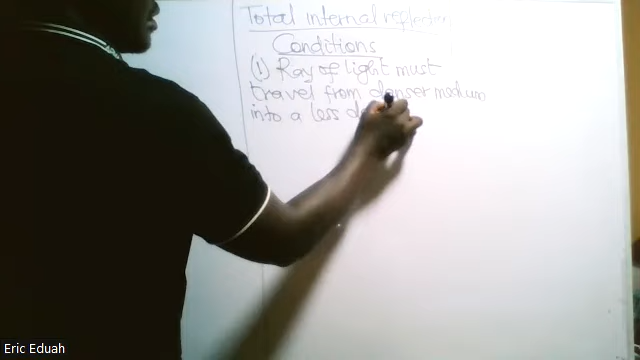 Total internal reflection
Conditions
(1) Ray of light must
travel from denser medium
into a less d
Eric Eduah